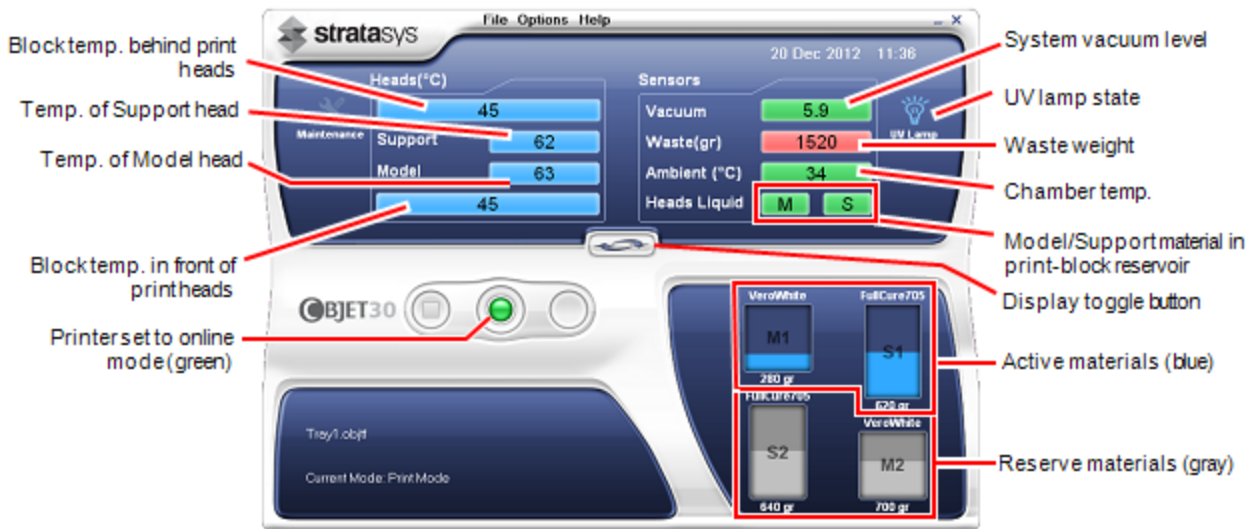 File Options Help
stratasys
20 Dec 2012 11:36
Block temp. behind print
heads
Temp. of Support head
Temp. of Model head
Block temp. in front of
printheads
Printer set to online
mode (green)
Maintenance
Heads(°C)
45
Support 62
Model 63
45
Sensors
Vacuum 5.9
Waste(gr) 1520
Ambient (°C) 34
Heads Liquid M S
UV Lamp
System vacuum level
UV lamp state
Waste weight
Chamber temp.
Model/Support material in
print-block reservoir
Display toggle button
Active materials (blue)
Reserve materials (gray)
OBJET30
VeroWhite
M1
280 gr
FullCure705
S1
620 gr
FullCure705
S2
640 gr
VeroWhite
M2
700 gr
Tray1.objtf
Current Mode: Print Mode